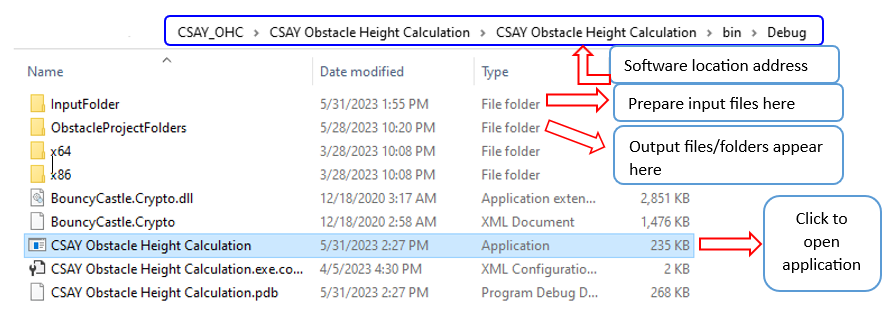 CSAY_OHC > CSAY Obstacle Height Calculation > CSAY Obstacle Height Calculation > bin > Debug
Software location address
Name Date modified Type
InputFolder 5/31/2023 1:55 PM File folder
Prepare input files here
ObstacleProjectFolders 5/28/2023 10:20 PM File folder
Output files/folders appear
here
x64 3/28/2023 10:08 PM File folder
x86 3/28/2023 10:08 PM File folder
BouncyCastle.Crypto.dll 12/18/2020 3:17 AM Application exten... 2,851 KB
BouncyCastle.Crypto 12/18/2020 2:58 AM XML Document 1,476 KB
CSAY Obstacle Height Calculation 5/31/2023 2:27 PM Application 235 KB
Click to
open
application
CSAY Obstacle Height Calculation.exe.co... 4/5/2023 4:30 PM XML Configuratio... 2 KB
CSAY Obstacle Height Calculation.pdb 5/31/2023 2:27 PM Program Debug D... 268 KB